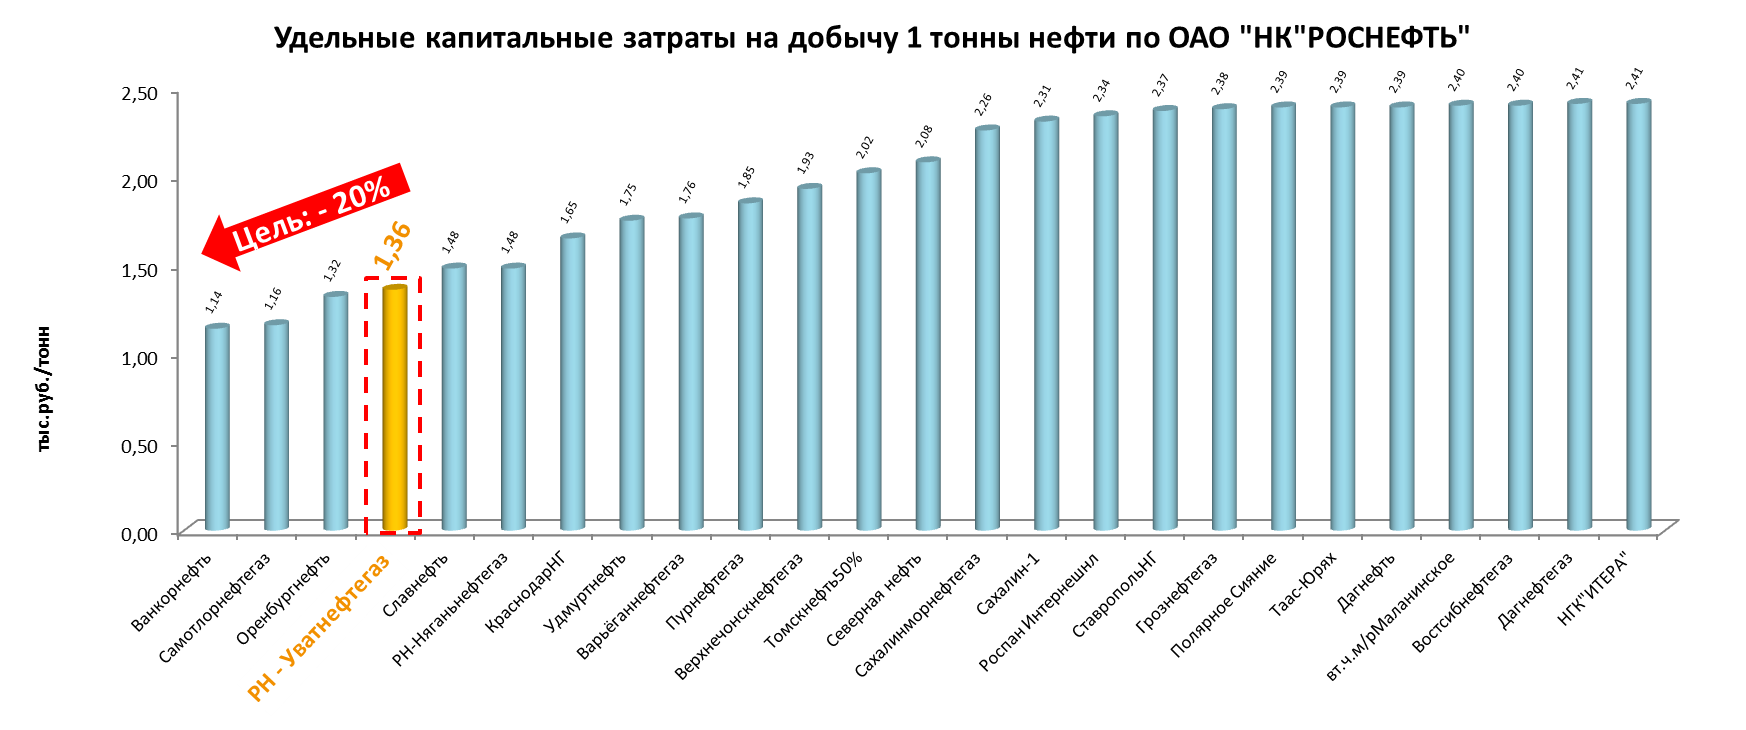 Удельные капитальные затраты на добычу 1 тонны нефти по ОАО "НК"РОСНЕФТЬ"
тыс.руб./тонн
2,50
2,00
1,50
1,00
0,50
0,00
Цель: - 20%
1,14
1,16
1,32
1,36
1,48
1,48
1,65
1,75
1,76
1,85
1,93
2,02
2,08
2,26
2,31
2,34
2,37
2,38
2,39
2,39
2,39
2,40
2,40
2,41
2,41
Ванкорнефть
Самотлорнефтегаз
Оренбургнефть
РН - Уватнефтегаз
Славнефть
РН-Няганьнефтегаз
КраснодарНГ
Удмуртнефть
Варьёганнефтегаз
Пурнефтегаз
Верхнечонскнефтегаз
Томскнефть50%
Северная нефть
Сахалинморнефтегаз
Сахалин-1
Роспан Интернешнл
СтавропольНГ
Грознефтегаз
Полярное Сияние
Таас-Юрях
Дагнефть
вт.ч.м/рМаланинское
Востсибнефтегаз
Дагнефтегаз
НГК"ИТЕРА"